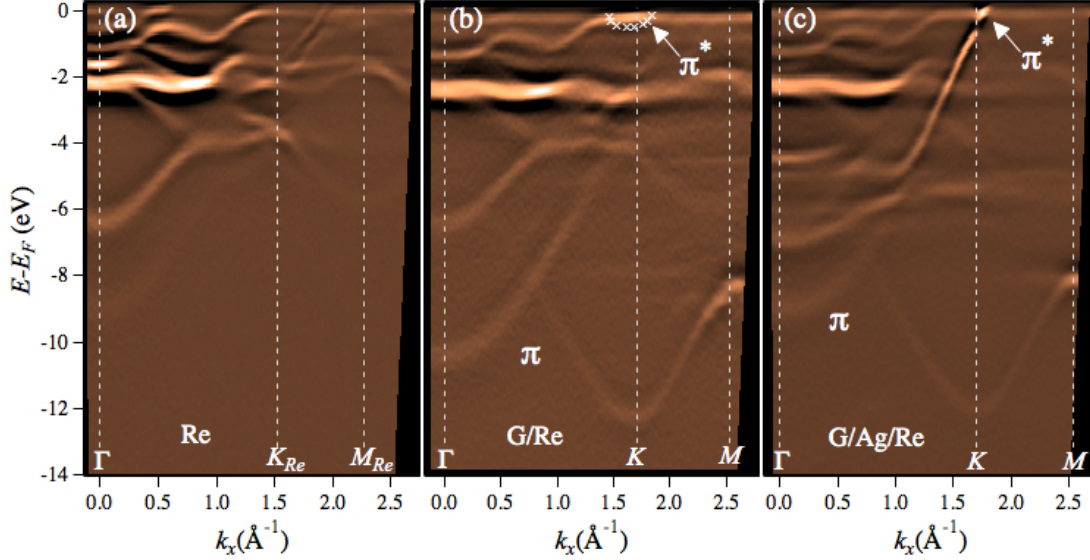 (a)
(b)
(c)
0
-2
-4
-6
-8
-10
-12
-14
E-E_F (eV)
π*
π*
π
π
Re
G/Re
G/Ag/Re
Γ
K_Re
M_Re
Γ
K
M
Γ
K
M
0.0 0.5 1.0 1.5 2.0 2.5
0.0 0.5 1.0 1.5 2.0 2.5
0.0 0.5 1.0 1.5 2.0 2.5
k_x(Å⁻¹)
k_x(Å⁻¹)
k_x(Å⁻¹)